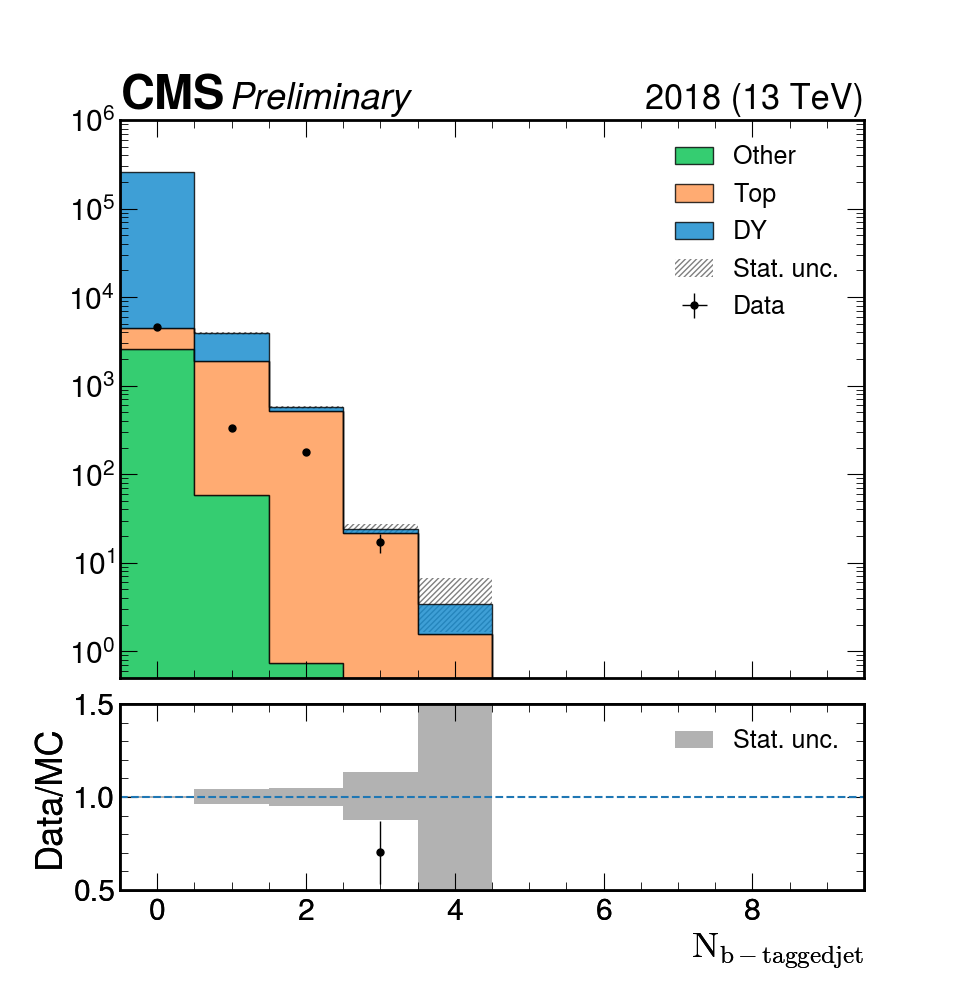 CMS Preliminary 2018 (13 TeV)
10^6
10^5
10^4
10^3
10^2
10^1
10^0
Other
Top
DY
Stat. unc.
Data
1.5
1.0
0.5
Data/MC
Stat. unc.
0 2 4 6 8
N_{b-taggedjet}